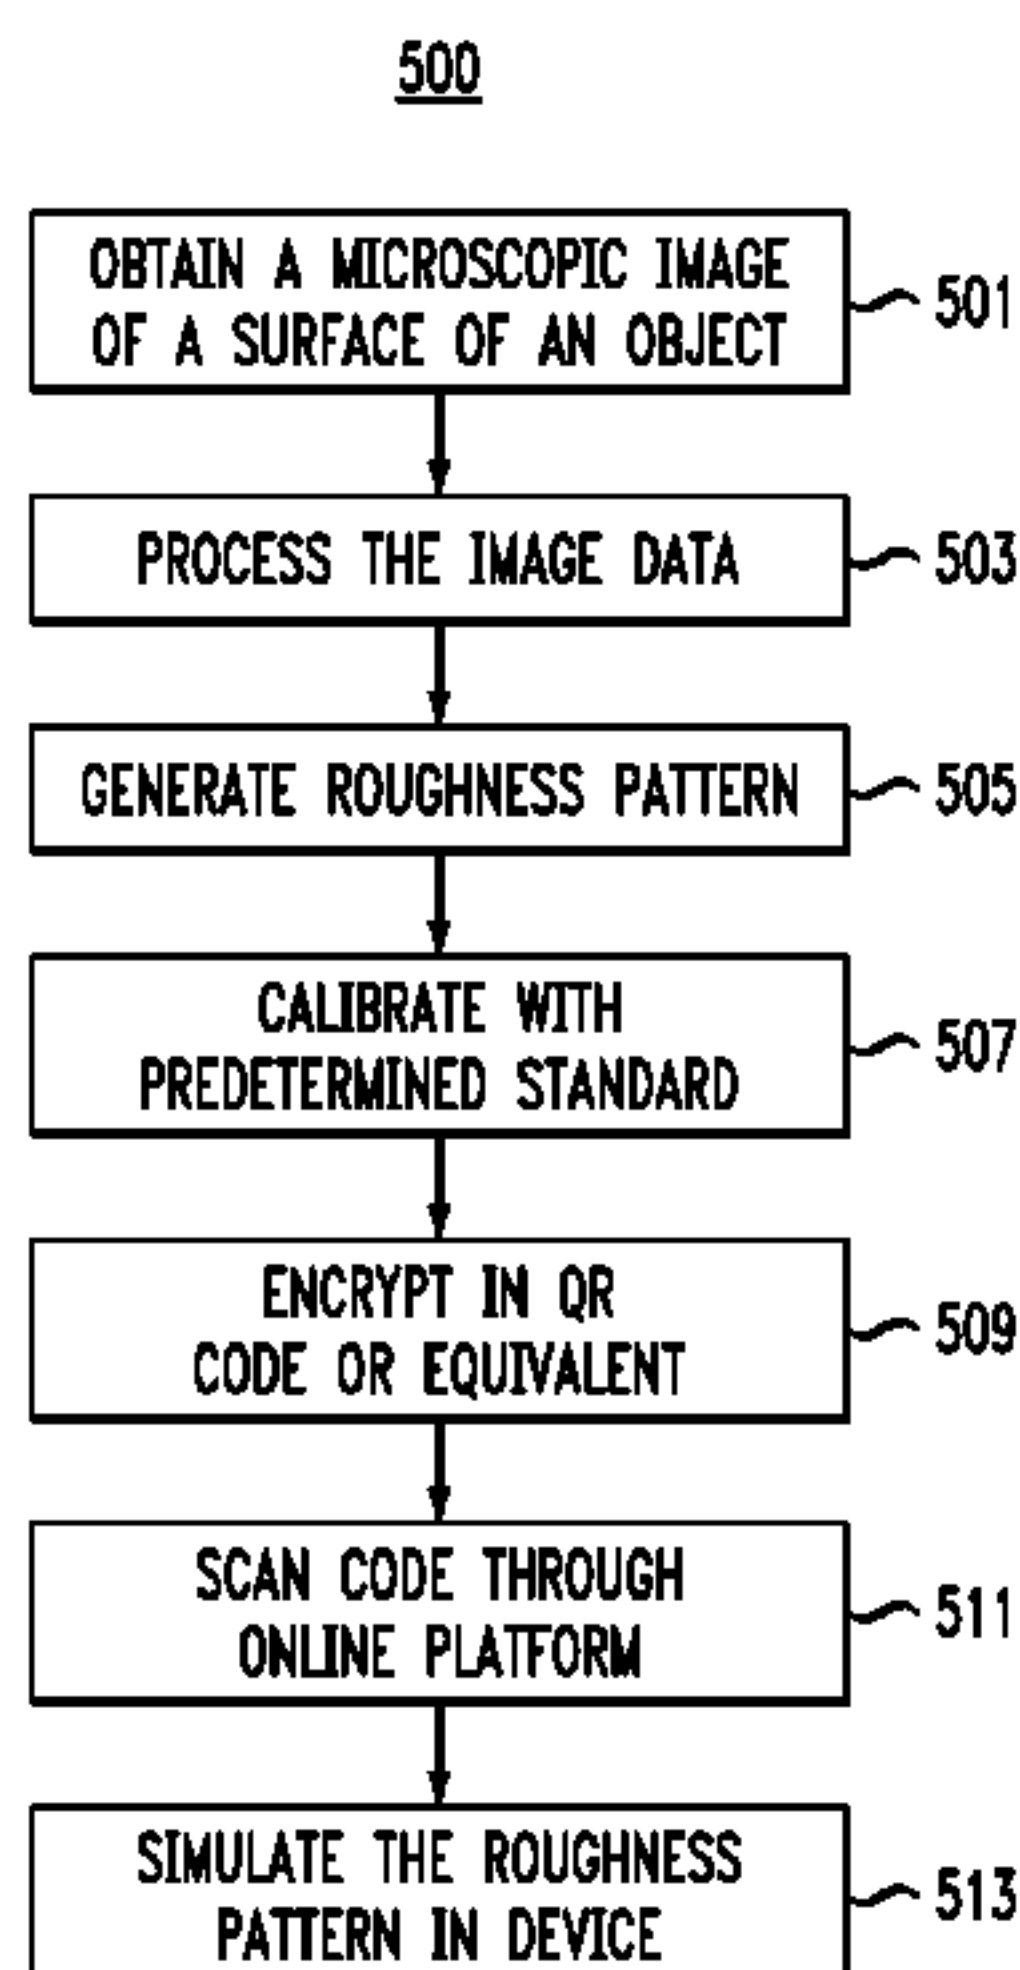 500
OBTAIN A MICROSCOPIC IMAGE
OF A SURFACE OF AN OBJECT
501
PROCESS THE IMAGE DATA
503
GENERATE ROUGHNESS PATTERN
505
CALIBRATE WITH
PREDETERMINED STANDARD
507
ENCRYPT IN QR
CODE OR EQUIVALENT
509
SCAN CODE THROUGH
ONLINE PLATFORM
511
SIMULATE THE ROUGHNESS
PATTERN IN DEVICE
513